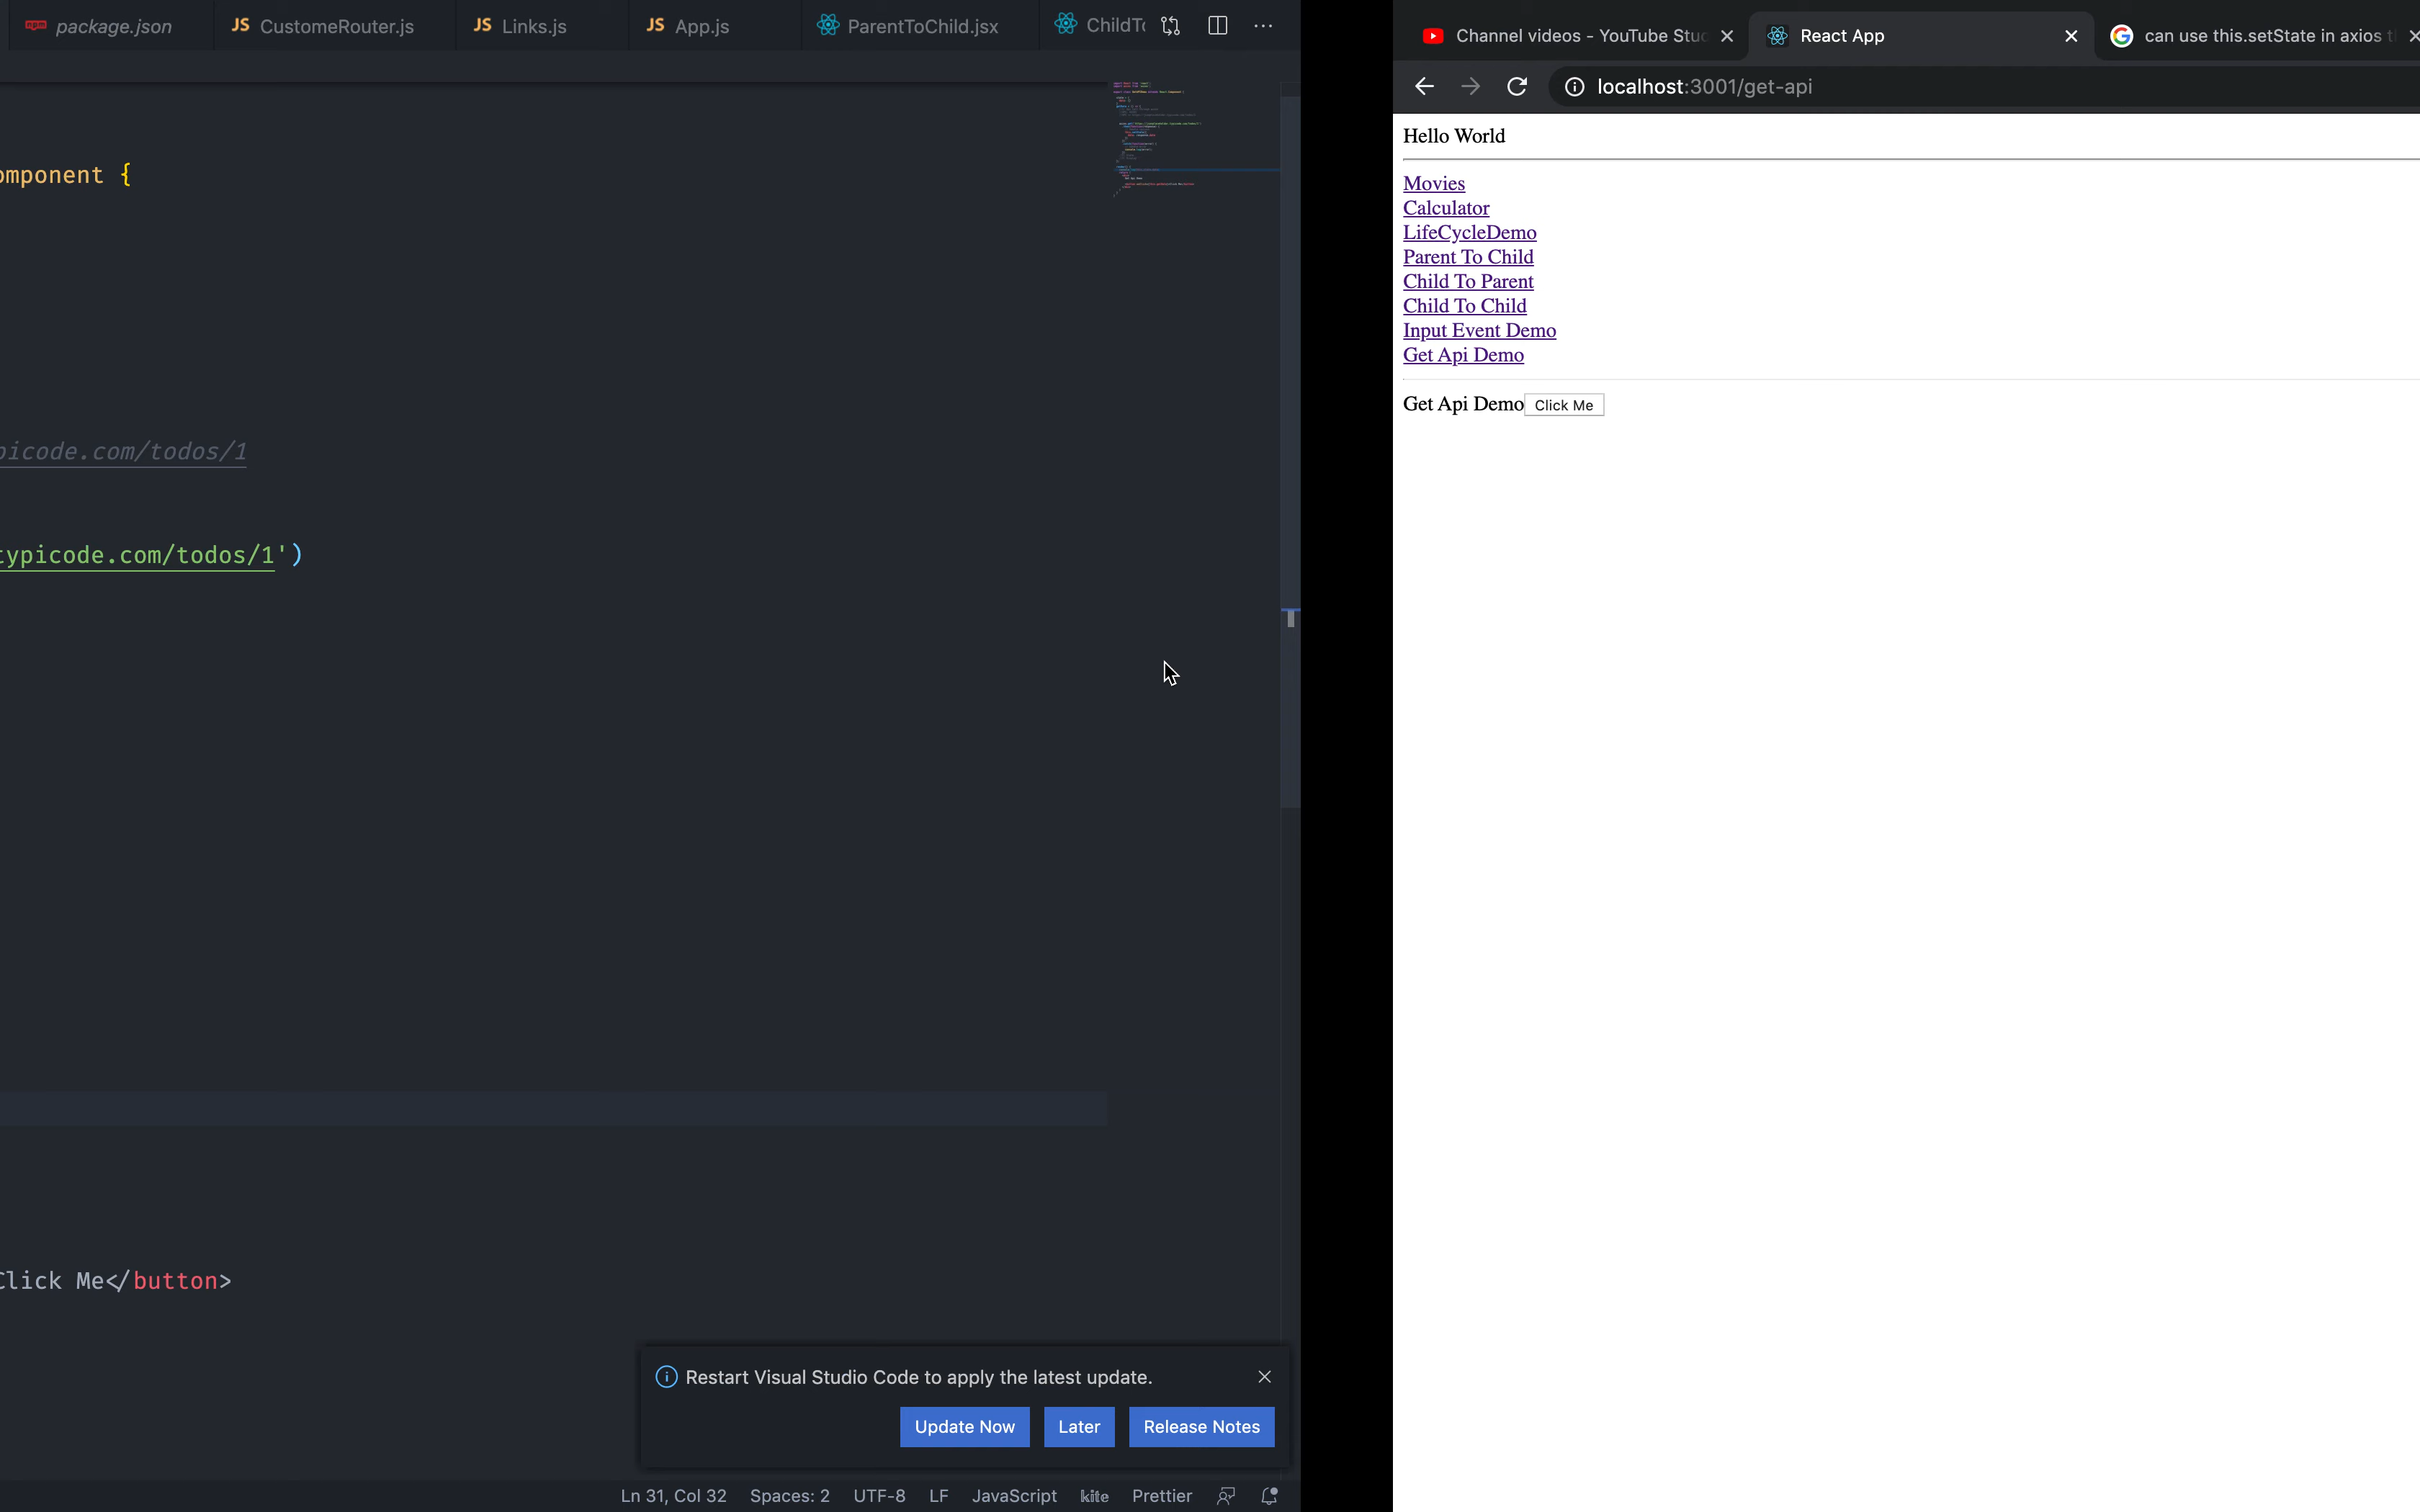 package.json
CustomeRouter.js
Links.js
App.js
ParentToChild.jsx
ChildTo
omponent {
picode.com/todos/1
typicode.com/todos/1')
Click Me</button>
Restart Visual Studio Code to apply the latest update.
Update Now
Later
Release Notes
Ln 31, Col 32
Spaces: 2
UTF-8
LF
JavaScript
kite
Prettier
Channel videos - YouTube Stu
React App
can use this.setState in axios t
localhost:3001/get-api
Hello World
Movies
Calculator
LifeCycleDemo
Parent To Child
Child To Parent
Child To Child
Input Event Demo
Get Api Demo
Get Api Demo Click Me